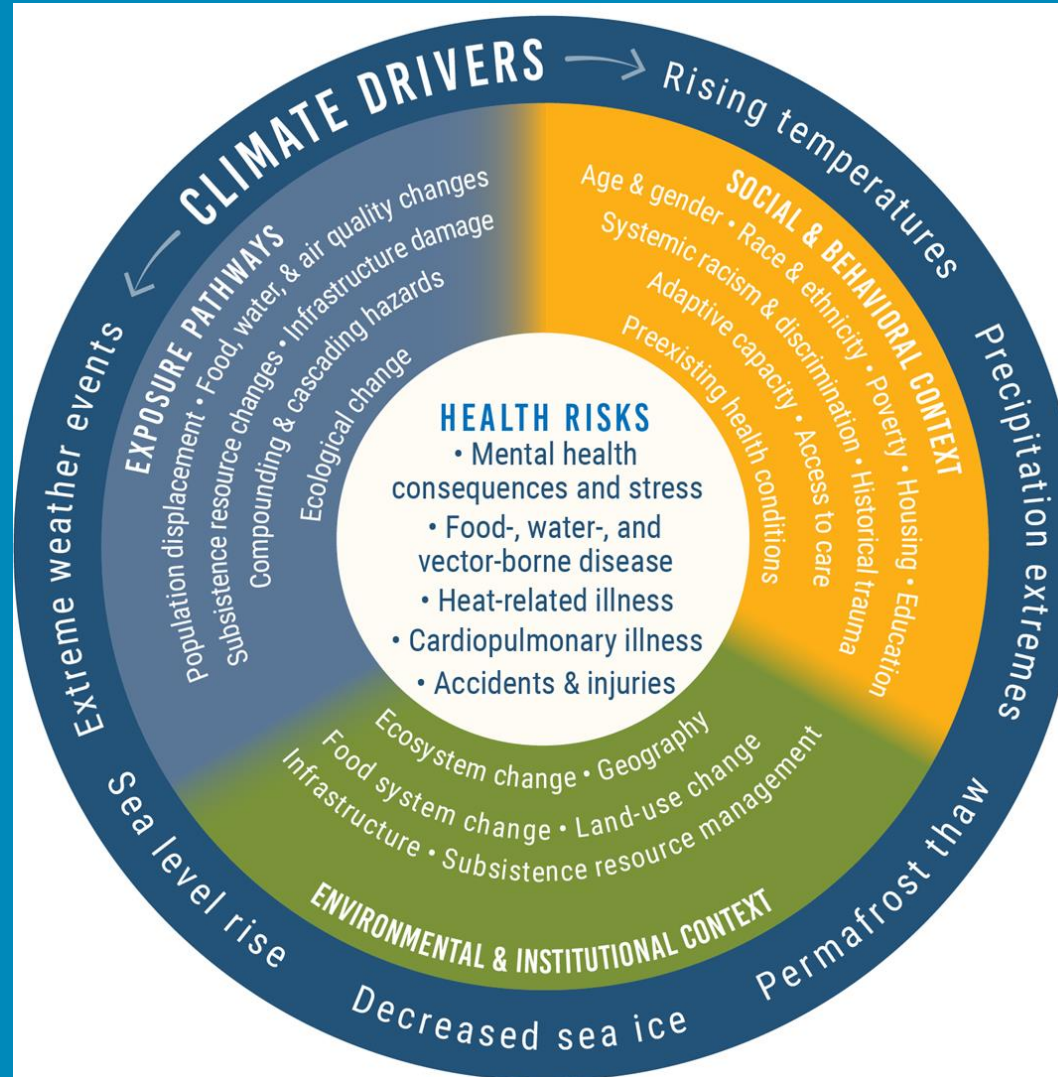 CLIMATE DRIVERS
Rising temperatures
Precipitation extremes
Permafrost thaw
Decreased sea ice
Sea level rise
Extreme weather events
EXPOSURE PATHWAYS
Population displacement • Food, water, & air quality changes
Subsistence resource changes • Infrastructure damage
Compounding & cascading hazards
Ecological change
SOCIAL & BEHAVIORAL CONTEXT
Age & gender • Race & ethnicity • Poverty • Housing • Education
Systemic racism & discrimination • Historical trauma
Adaptive capacity • Access to care
Preexisting health conditions
HEALTH RISKS
• Mental health
consequences and stress
• Food-, water-, and
vector-borne disease
• Heat-related illness
• Cardiopulmonary illness
• Accidents & injuries
Ecosystem change • Geography
Food system change • Land-use change
Infrastructure • Subsistence resource management
ENVIRONMENTAL & INSTITUTIONAL CONTEXT